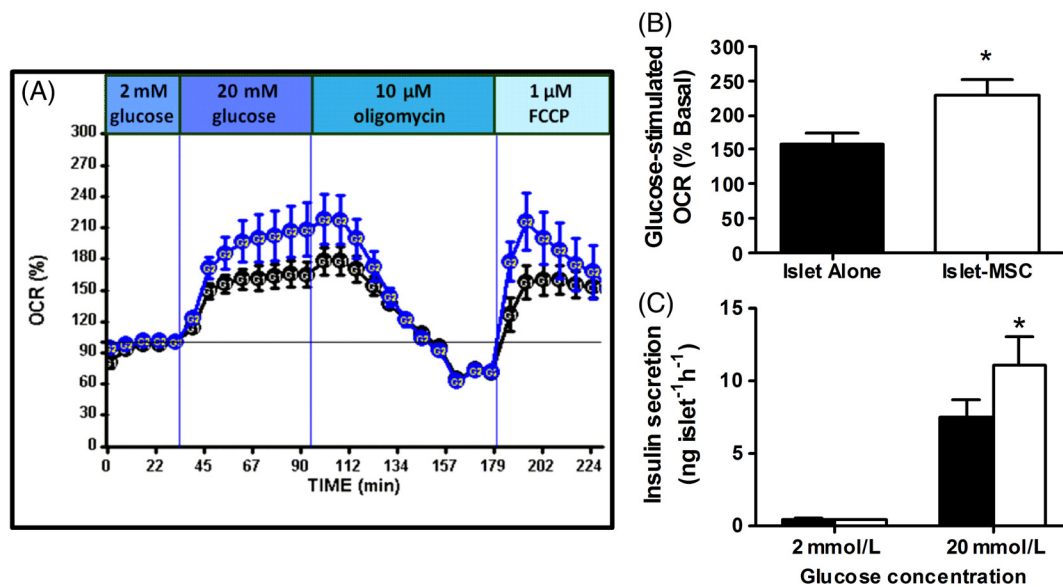 (A)
2 mM glucose
20 mM glucose
10 µM oligomycin
1 µM FCCP
OCR (%)
300
270
240
210
180
150
120
100
90
60
30
0
G2
G1
0 22 45 67 90 112 134 157 179 202 224
TIME (min)
(B)
Glucose-stimulated
OCR (% Basal)
300
250
200
150
100
50
0
*
Islet Alone Islet-MSC
(C)
Insulin secretion
(ng islet⁻¹h⁻¹)
15
10
5
0
*
2 mmol/L 20 mmol/L
Glucose concentration